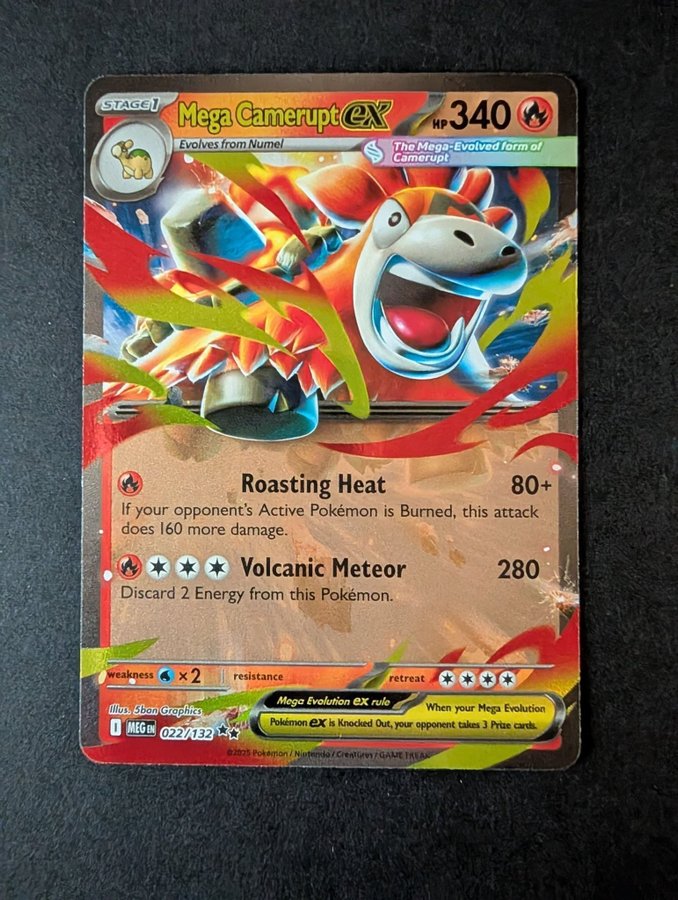 STAGE 1
Mega Camerupt ex
HP 340
Evolves from Numel
The Mega-Evolved form of
Camerupt
Roasting Heat 80+
If your opponent's Active Pokémon is Burned, this attack
does 160 more damage.
Volcanic Meteor 280
Discard 2 Energy from this Pokémon.
weakness ×2 resistance retreat
Illus. 5ban Graphics
Mega Evolution ex rule
When your Mega Evolution
Pokémon ex is Knocked Out, your opponent takes 3 Prize cards.
I MEG EN 022/132
©2025 Pokémon / Nintendo / Creatures / GAME FREAK